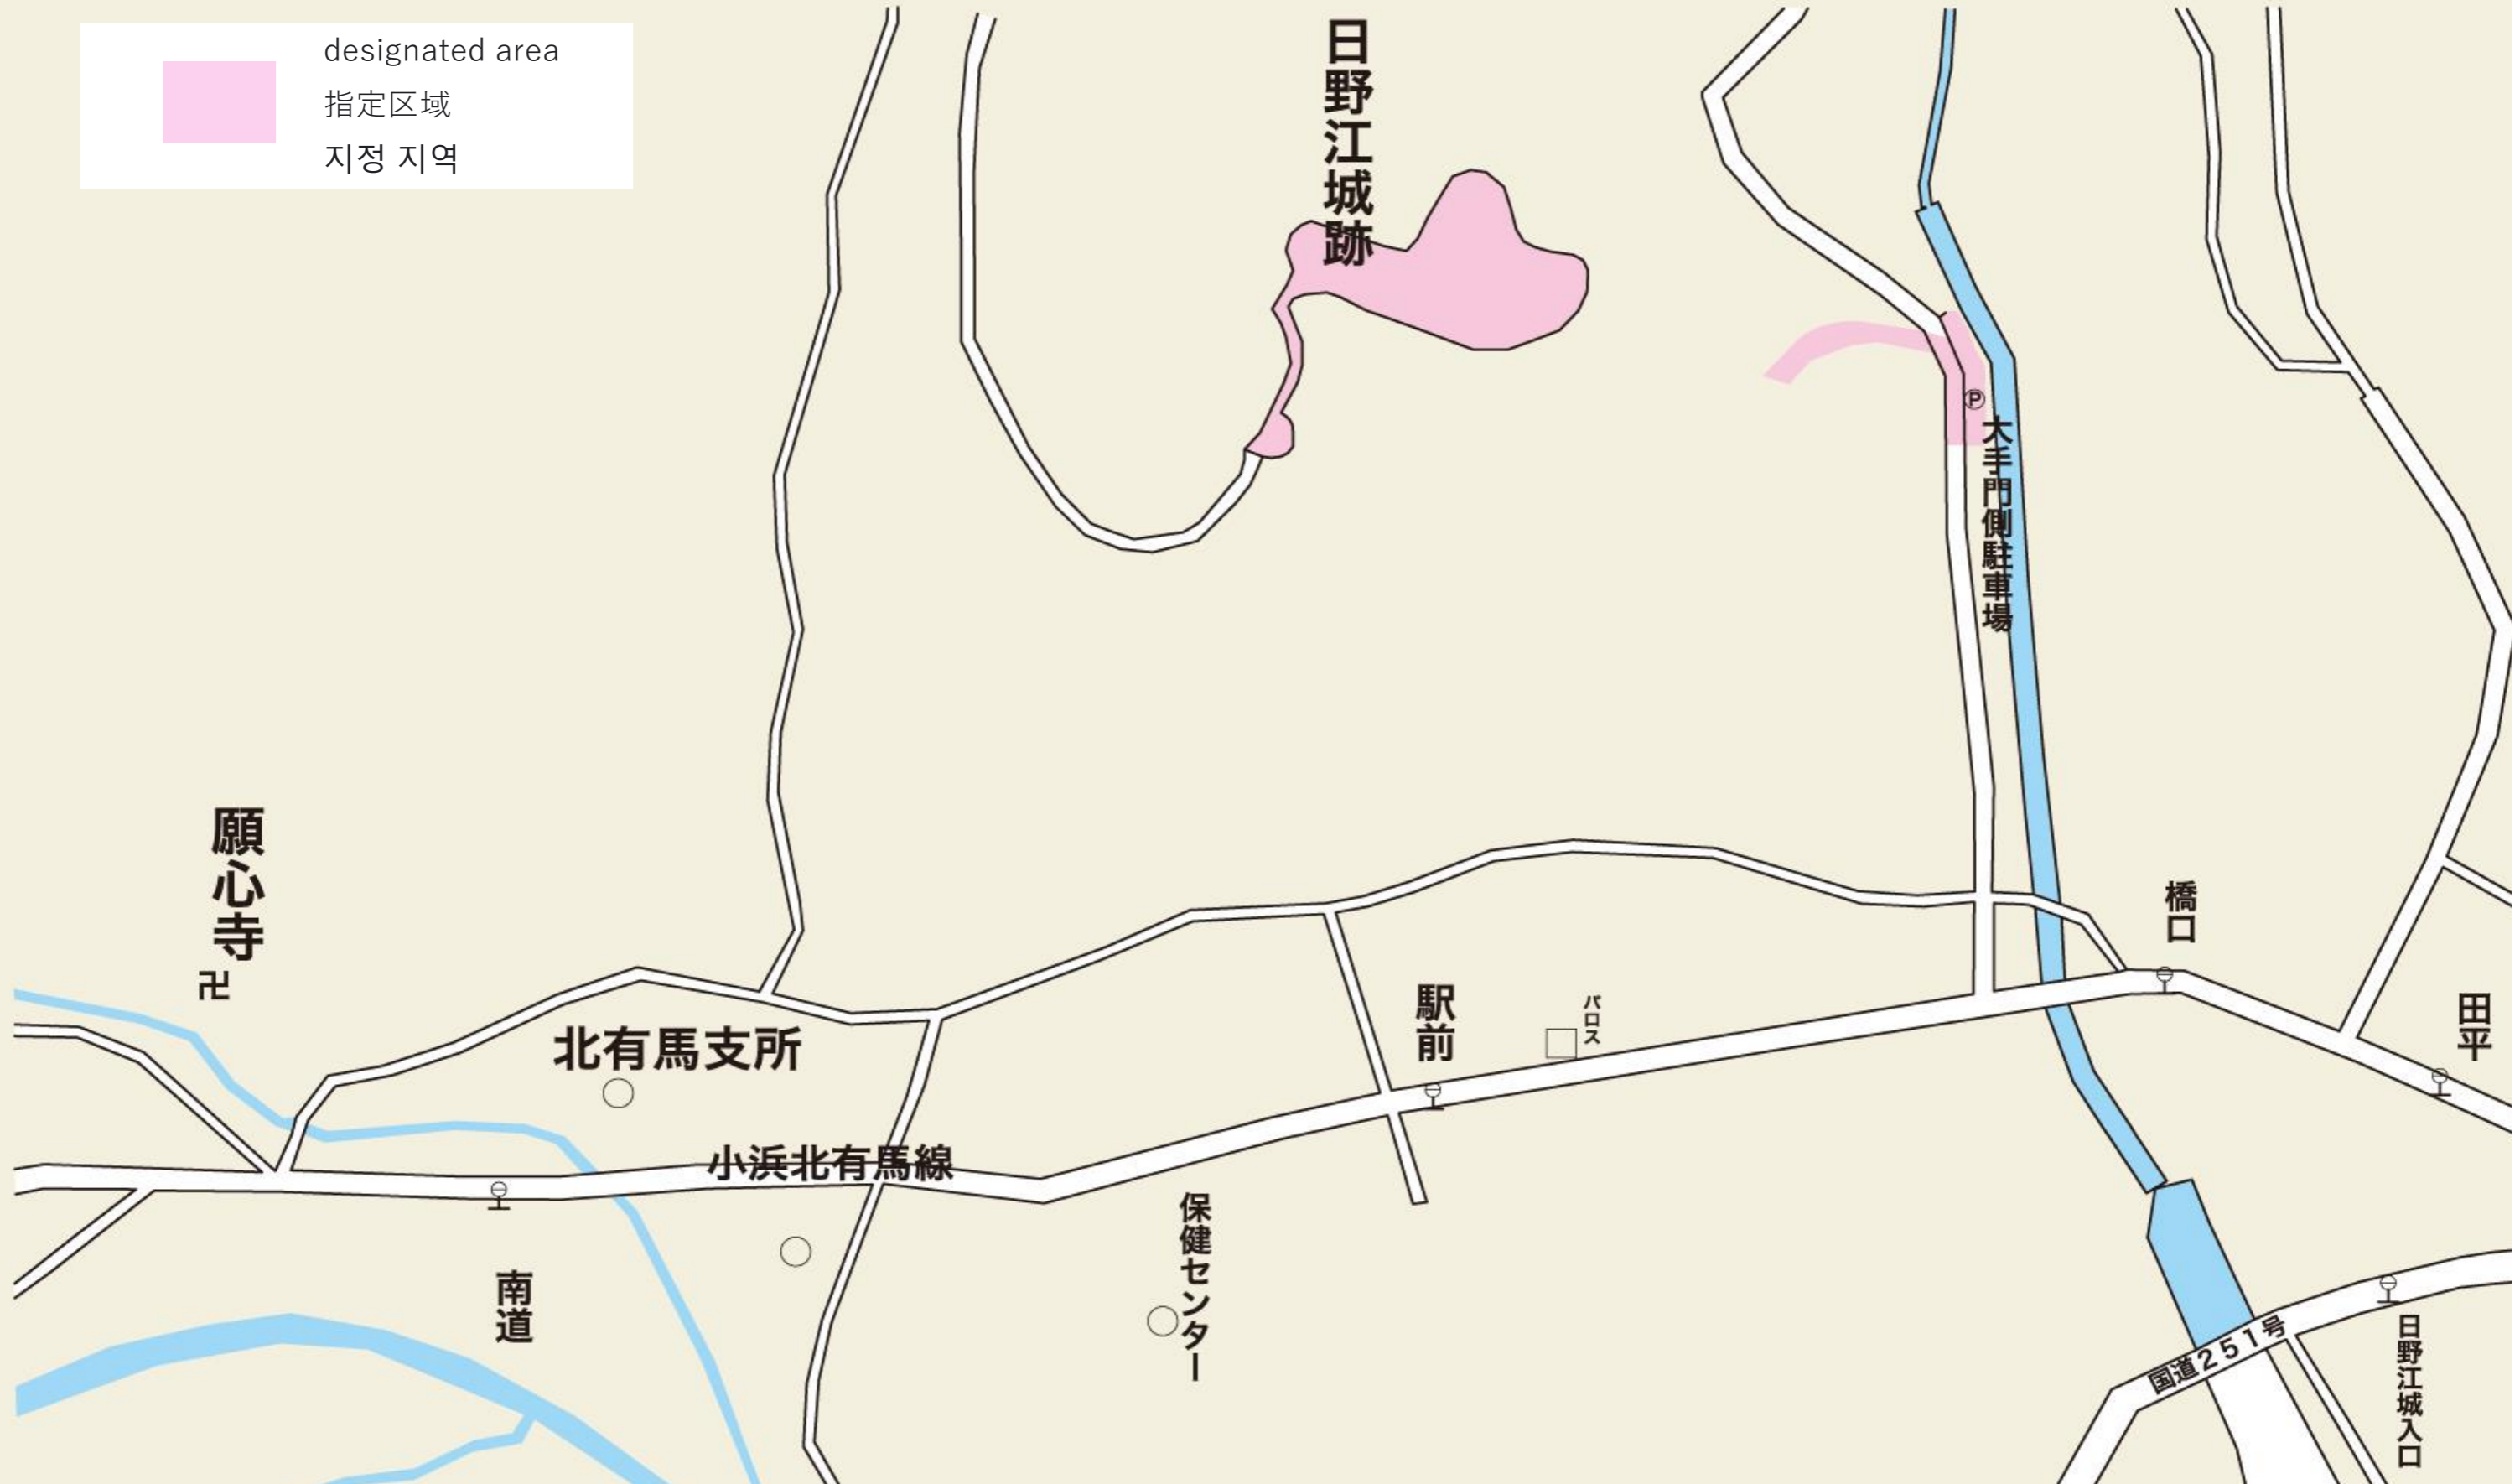 designated area
指定区域
지정 지역
日野江城跡
P
大手門側駐車場
願心寺
卍
橋口
北有馬支所
駅前
パロス
田平
小浜北有馬線
保健センター
南道
国道251号
日野江城入口